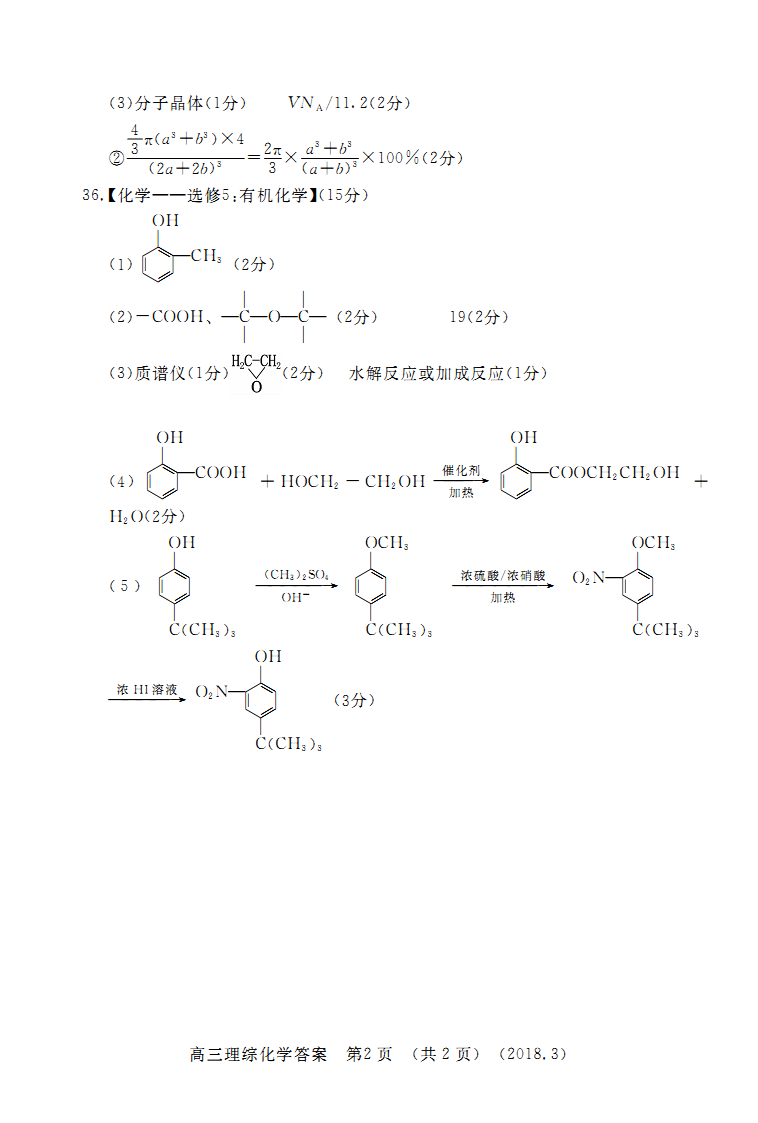 (3)分子晶体(1分) VN_A/11.2(2分)
②\frac{\frac{4}{3}π(a³+b³)×4}{(2a+2b)³}=\frac{2π}{3}×\frac{a³+b³}{(a+b)³}×100%(2分)
36.【化学——选修5:有机化学】(15分)
OH
(1) CH₃ (2分)
(2)-COOH、—C—O—C— (2分) 19(2分)
(3)质谱仪(1分) H₂C-CH₂ O (2分) 水解反应或加成反应(1分)
OH OH
(4) COOH + HOCH₂-CH₂OH 催化剂 加热 COOCH₂CH₂OH +
H₂O(2分)
OH OCH₃ OCH₃
(5) (CH₃)₂SO₄ OH⁻ 浓硫酸/浓硝酸 加热 O₂N
C(CH₃)₃ C(CH₃)₃ C(CH₃)₃
OH
浓 HI 溶液 O₂N (3分)
C(CH₃)₃
高三理综化学答案 第2页 (共2页) (2018.3)